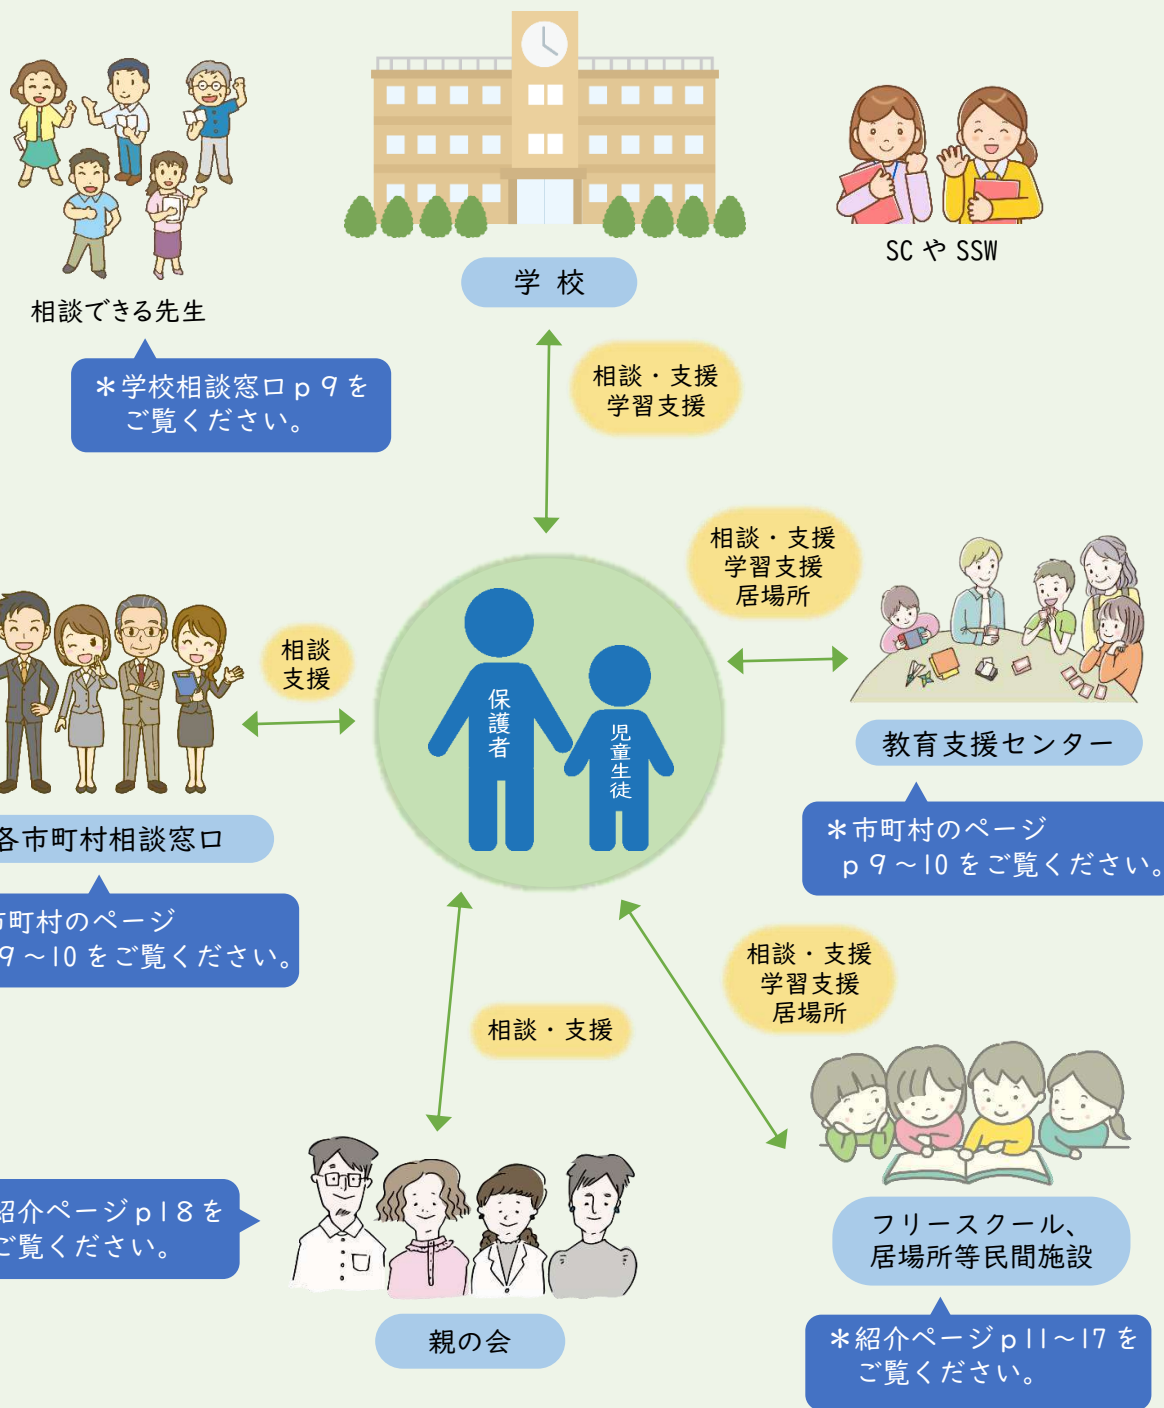 SC や SSW
学 校
相談できる先生
*学校相談窓口 p 9 を
ご覧ください。
相談・支援
学習支援
相談・支援
学習支援
居場所
相談
支援
保護者
児童生徒
教育支援センター
各市町村相談窓口
*市町村のページ
p 9 ~10 をご覧ください。
市町村のページ
9 ~10 をご覧ください。
相談・支援
学習支援
居場所
相談・支援
紹介ページ p18 を
ご覧ください。
フリースクール、
居場所等民間施設
親の会
*紹介ページ p11~17 を
ご覧ください。